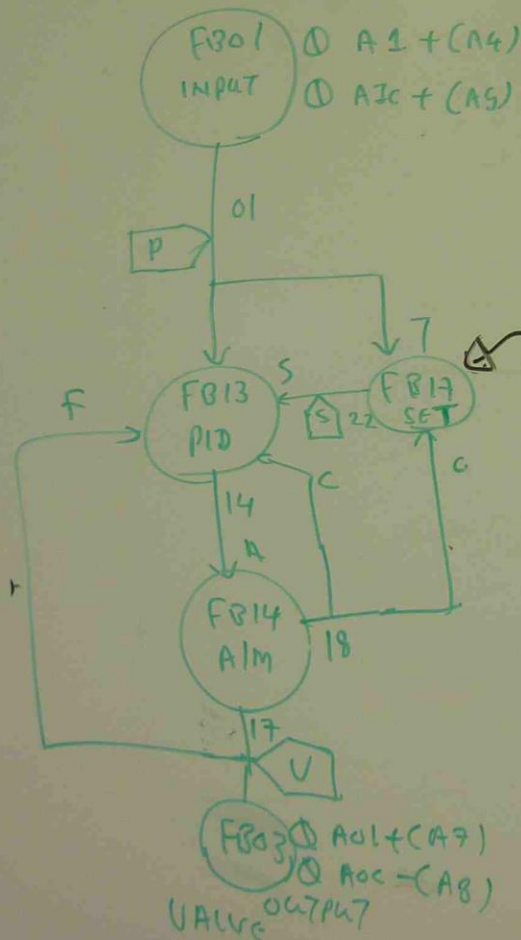 FB01
INPUT
① A1 + (A4)
① AIC + (A5)
01
P
7
S
FB13
PID
S
22
FB17
SET
F
C
C
14
A
FB14
A/M
18
17
V
FB03
① AO1 + (A7)
① AOC - (A8)
VALVE OUTPUT